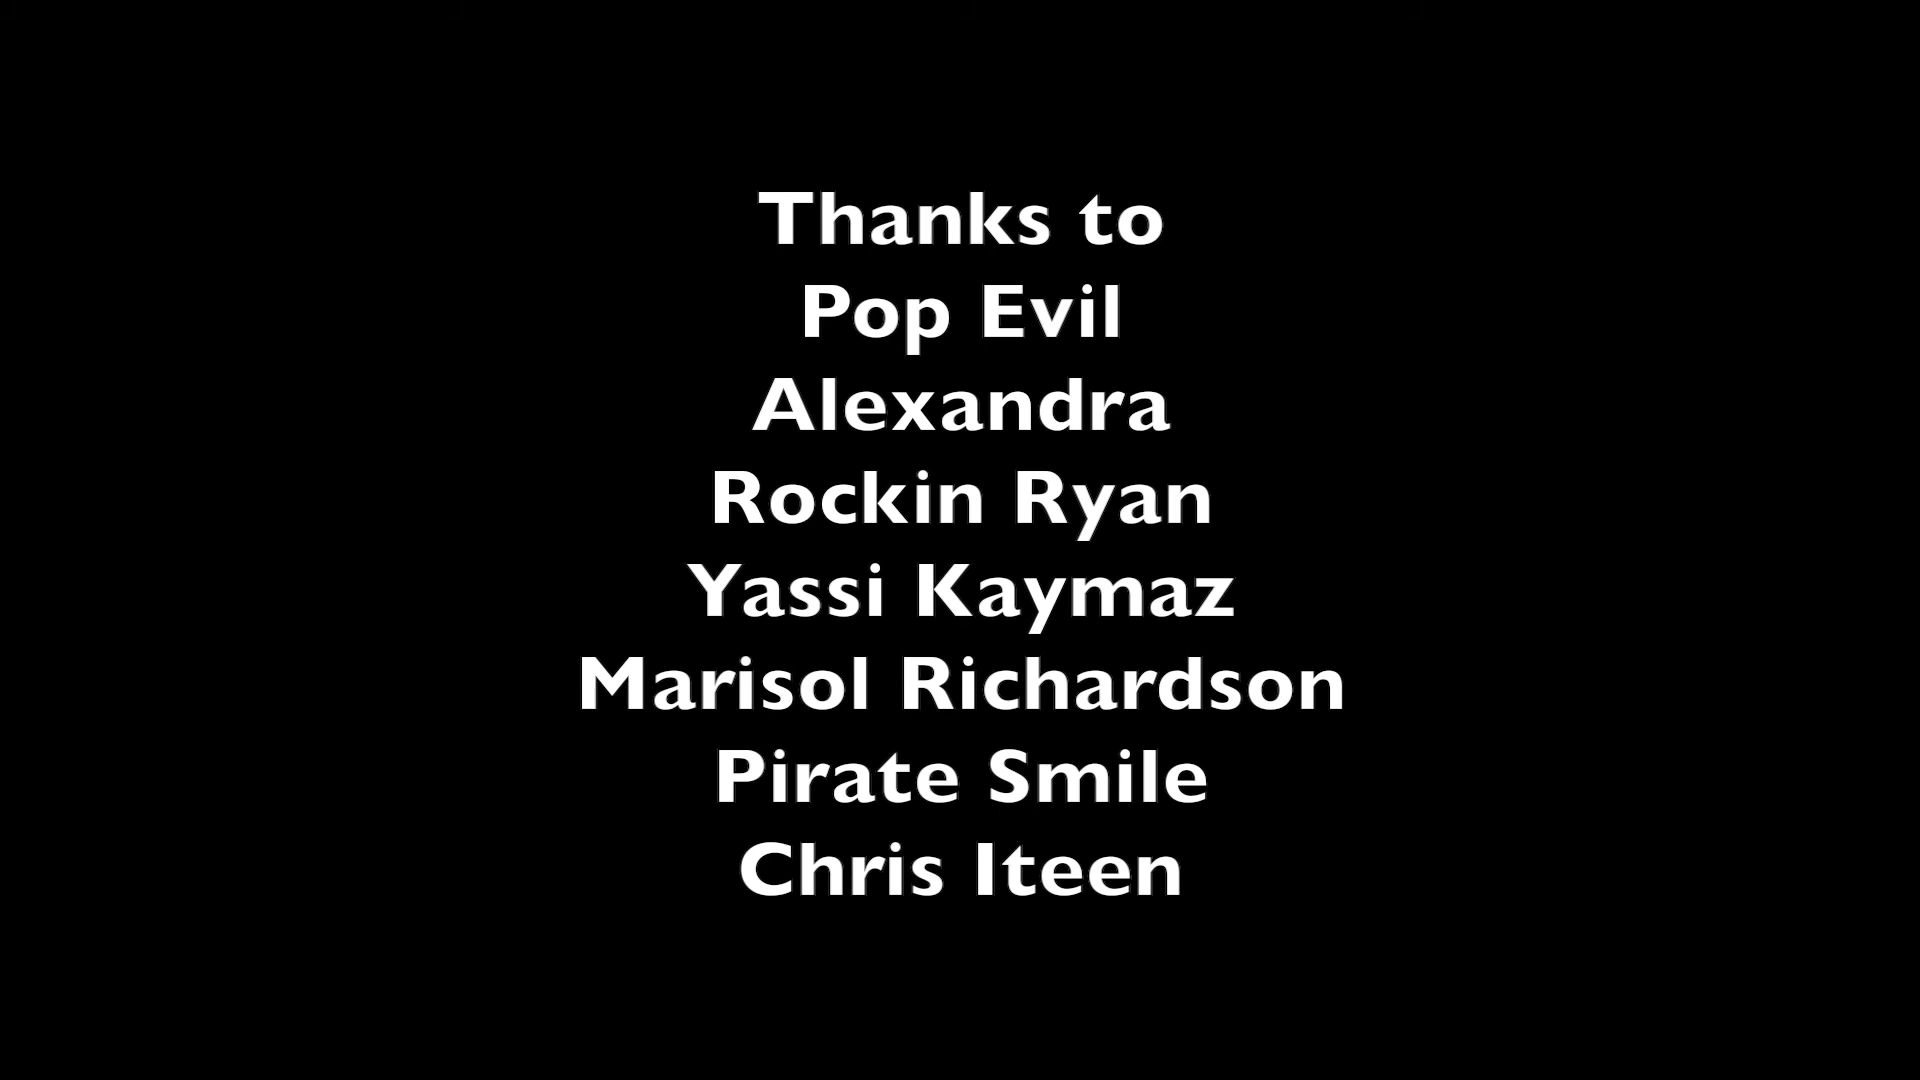 Thanks to
Pop Evil
Alexandra
Rockin Ryan
Yassi Kaymaz
Marisol Richardson
Pirate Smile
Chris Iteen